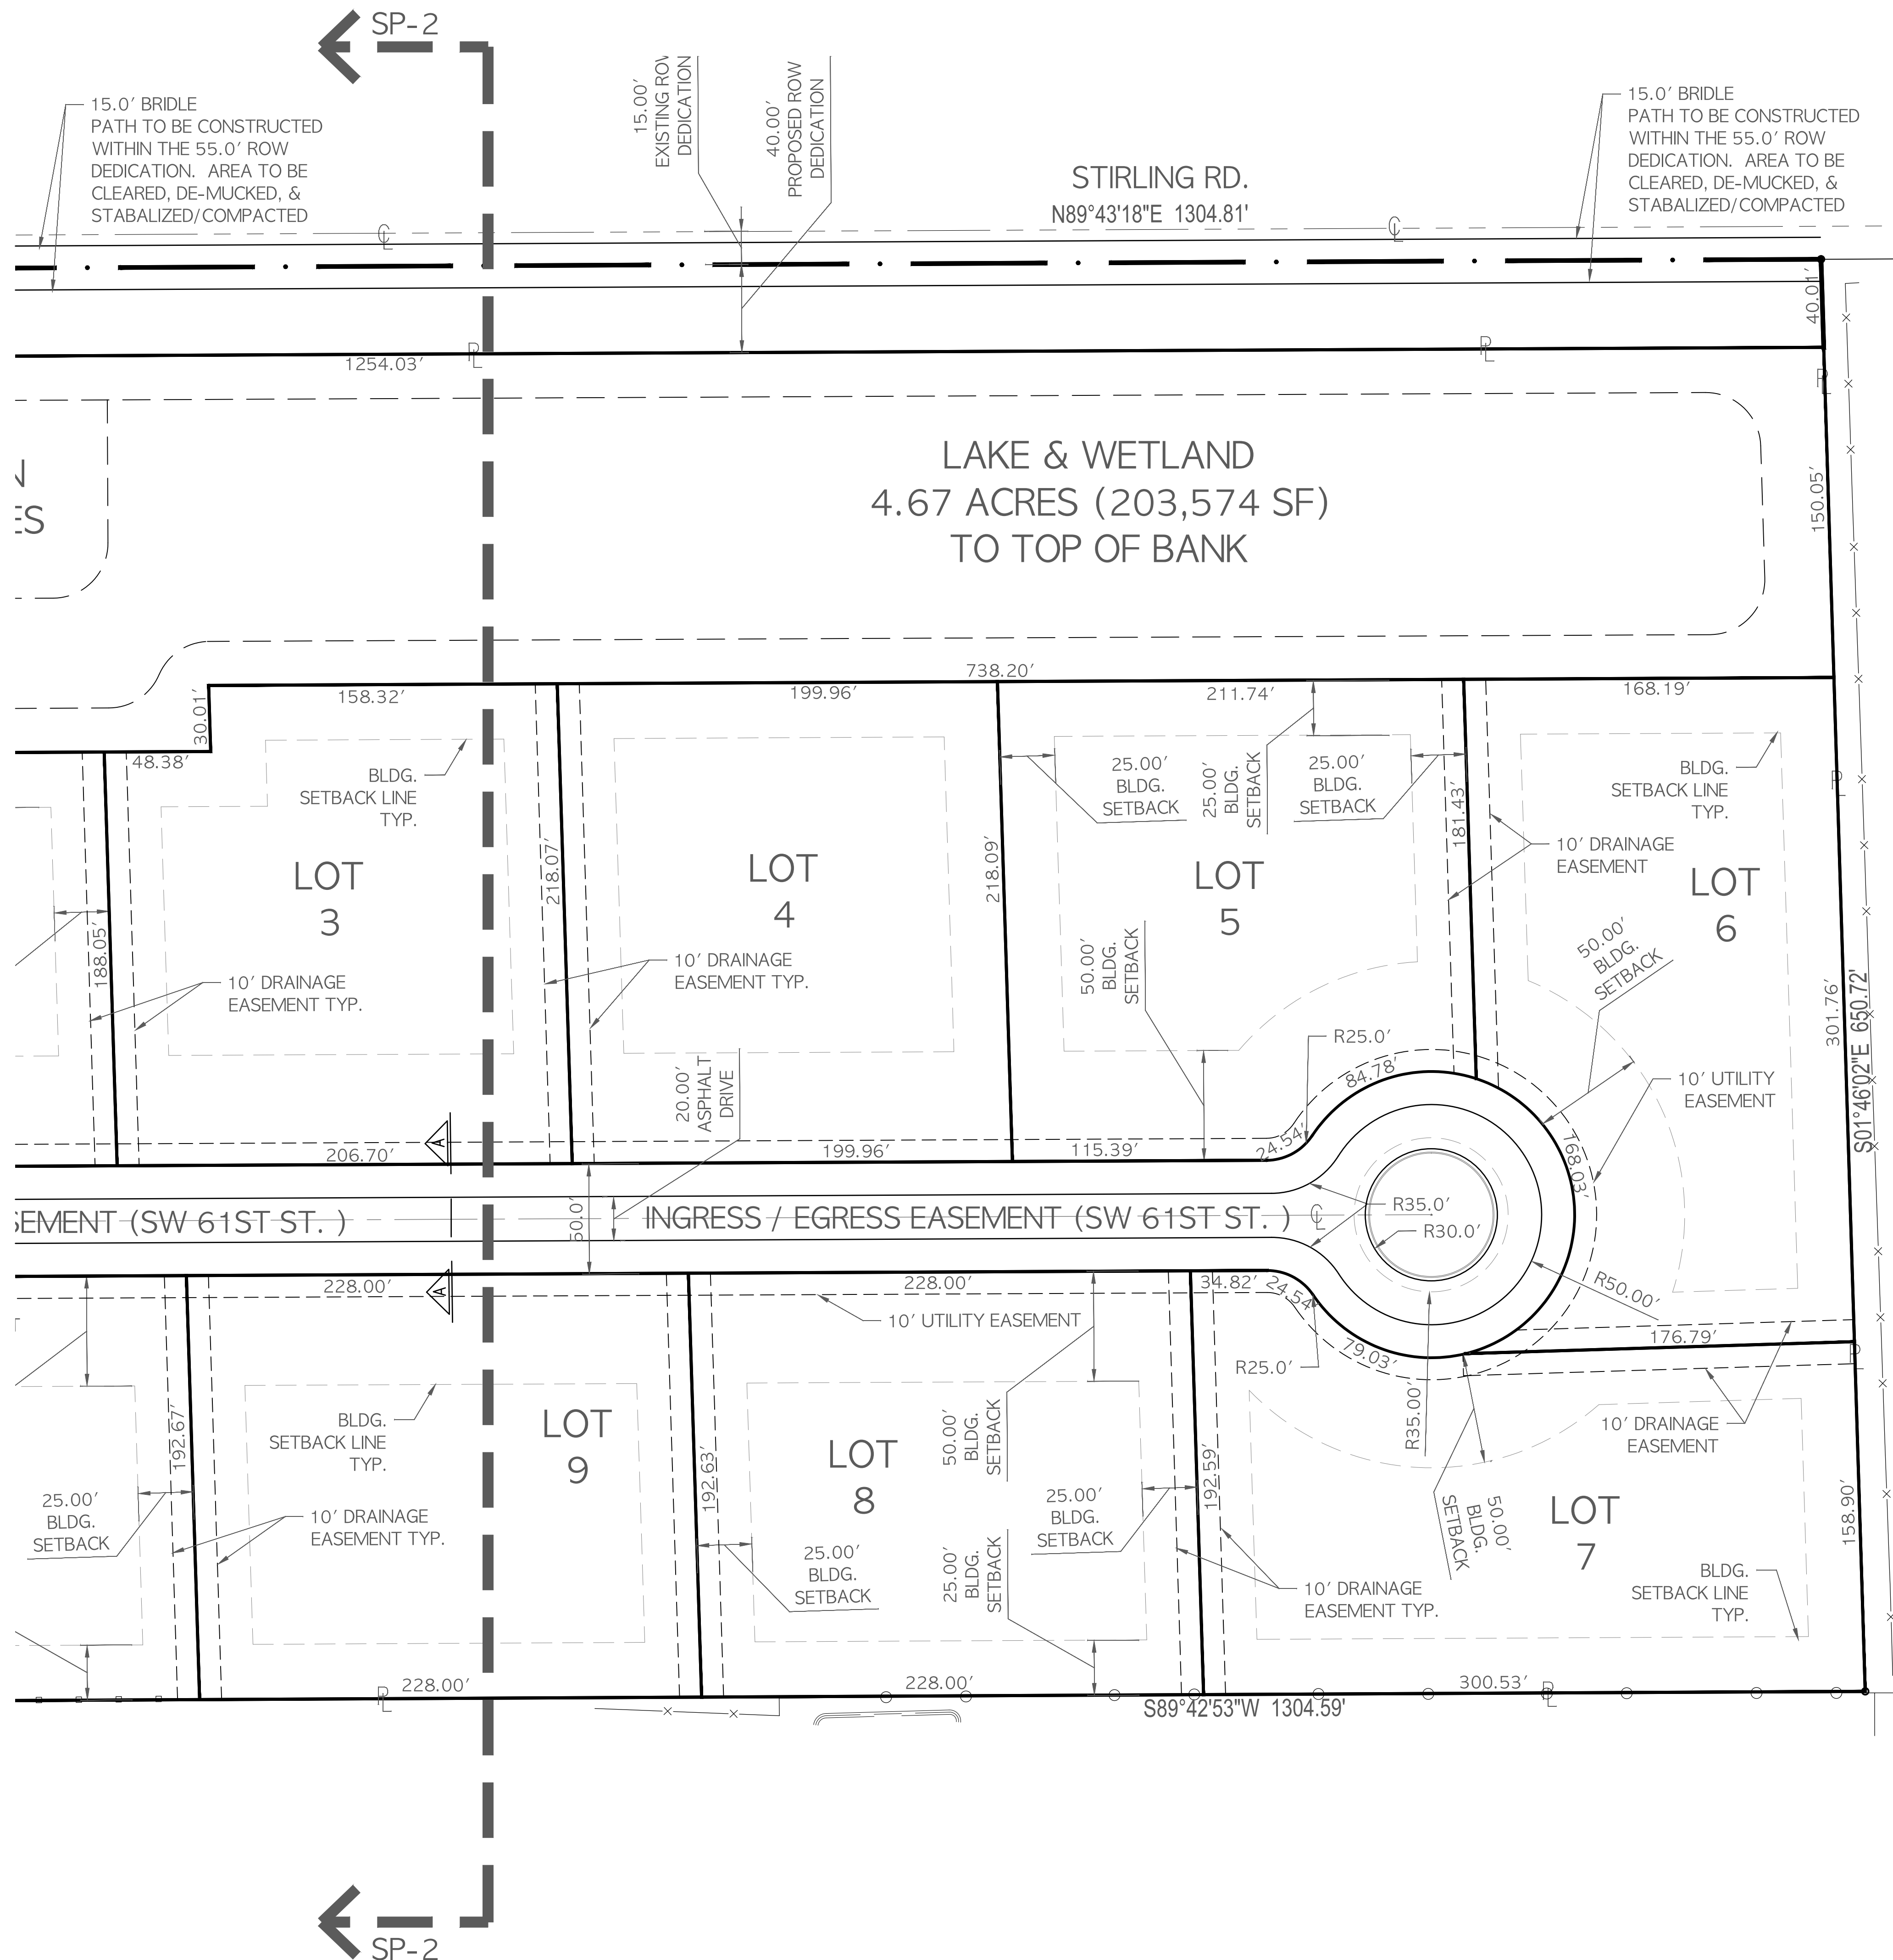 SP-2
15.0' BRIDLE
PATH TO BE CONSTRUCTED
WITHIN THE 55.0' ROW
DEDICATION. AREA TO BE
CLEARED, DE-MUCKED, &
STABALIZED/COMPACTED
15.00'
EXISTING ROW
DEDICATION
40.00'
PROPOSED ROW
DEDICATION
STIRLING RD.
N89°43'18"E 1304.81'
15.0' BRIDLE
PATH TO BE CONSTRUCTED
WITHIN THE 55.0' ROW
DEDICATION. AREA TO BE
CLEARED, DE-MUCKED, &
STABALIZED/COMPACTED
40.01'
1254.03'
LAKE & WETLAND
4.67 ACRES (203,574 SF)
TO TOP OF BANK
N
ES
150.05'
738.20'
30.01'
158.32'
199.96'
211.74'
168.19'
48.38'
BLDG.
SETBACK LINE
TYP.
25.00'
BLDG.
SETBACK
25.00'
BLDG.
SETBACK
25.00'
BLDG.
SETBACK
181.43'
BLDG.
SETBACK LINE
TYP.
10' DRAINAGE
EASEMENT
LOT
3
218.07'
LOT
4
218.09'
LOT
5
LOT
6
188.05'
10' DRAINAGE
EASEMENT TYP.
10' DRAINAGE
EASEMENT TYP.
50.00'
BLDG.
SETBACK
50.00'
BLDG.
SETBACK
301.76'
S01°46'02"E 650.72'
20.00'
ASPHALT
DRIVE
R25.0'
84.78'
10' UTILITY
EASEMENT
A
206.70'
199.96'
115.39'
24.54'
168.03'
50.0'
SEMENT (SW 61ST ST. )
INGRESS / EGRESS EASEMENT (SW 61ST ST. )
R35.0'
R30.0'
A
228.00'
228.00'
34.82'
24.54'
R50.00'
10' UTILITY EASEMENT
79.03'
176.79'
R25.0'
R35.00'
192.67'
BLDG.
SETBACK LINE
TYP.
LOT
9
192.63'
LOT
8
50.00'
BLDG.
SETBACK
192.59'
10' DRAINAGE
EASEMENT
25.00'
BLDG.
SETBACK
10' DRAINAGE
EASEMENT TYP.
25.00'
BLDG.
SETBACK
25.00'
BLDG.
SETBACK
25.00'
BLDG.
SETBACK
50.00'
BLDG.
SETBACK
LOT
7
158.90'
10' DRAINAGE
EASEMENT TYP.
BLDG.
SETBACK LINE
TYP.
228.00'
228.00'
300.53'
S89°42'53"W 1304.59'
SP-2